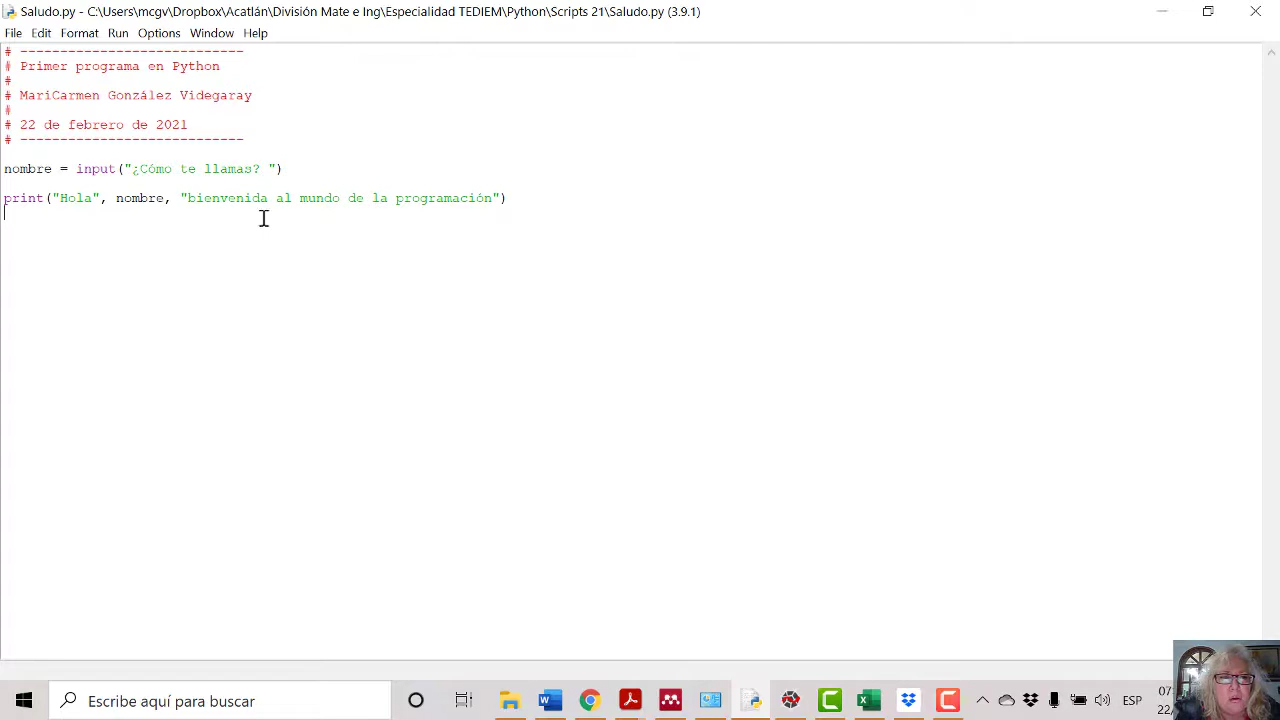 Saludo.py - C:\Users\mcgv\Dropbox\Acatlán\División Mate e Ing\Especialidad TEDIEM\Python\Scripts 21\Saludo.py (3.9.1)
File Edit Format Run Options Window Help
# ----------------------------
# Primer programa en Python
#
# MariCarmen González Videgaray
#
# 22 de febrero de 2021
# ----------------------------
nombre = input("¿Cómo te llamas? ")
print("Hola", nombre, "bienvenida al mundo de la programación")
Escribe aquí para buscar
ESP